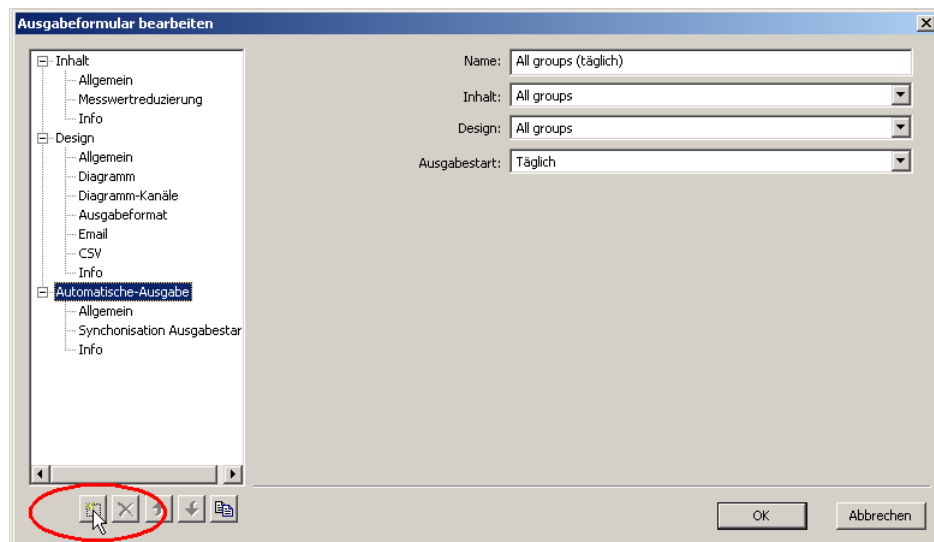 Ausgabeformular bearbeiten
Inhalt
Allgemein
Messwertreduzierung
Info
Design
Allgemein
Diagramm
Diagramm-Kanäle
Ausgabeformat
Email
CSV
Info
Automatische-Ausgabe
Allgemein
Synchonisation Ausgabestar
Info
Name: All groups (täglich)
Inhalt: All groups
Design: All groups
Ausgabestart: Täglich
OK
Abbrechen